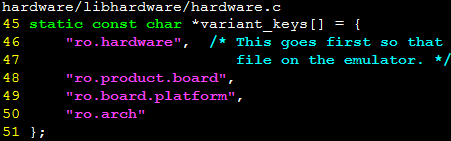 hardware/libhardware/hardware.c
45 static const char *variant_keys[] = {
46     "ro.hardware",  /* This goes first so that
47                        file on the emulator. */
48     "ro.product.board",
49     "ro.board.platform",
50     "ro.arch"
51 };